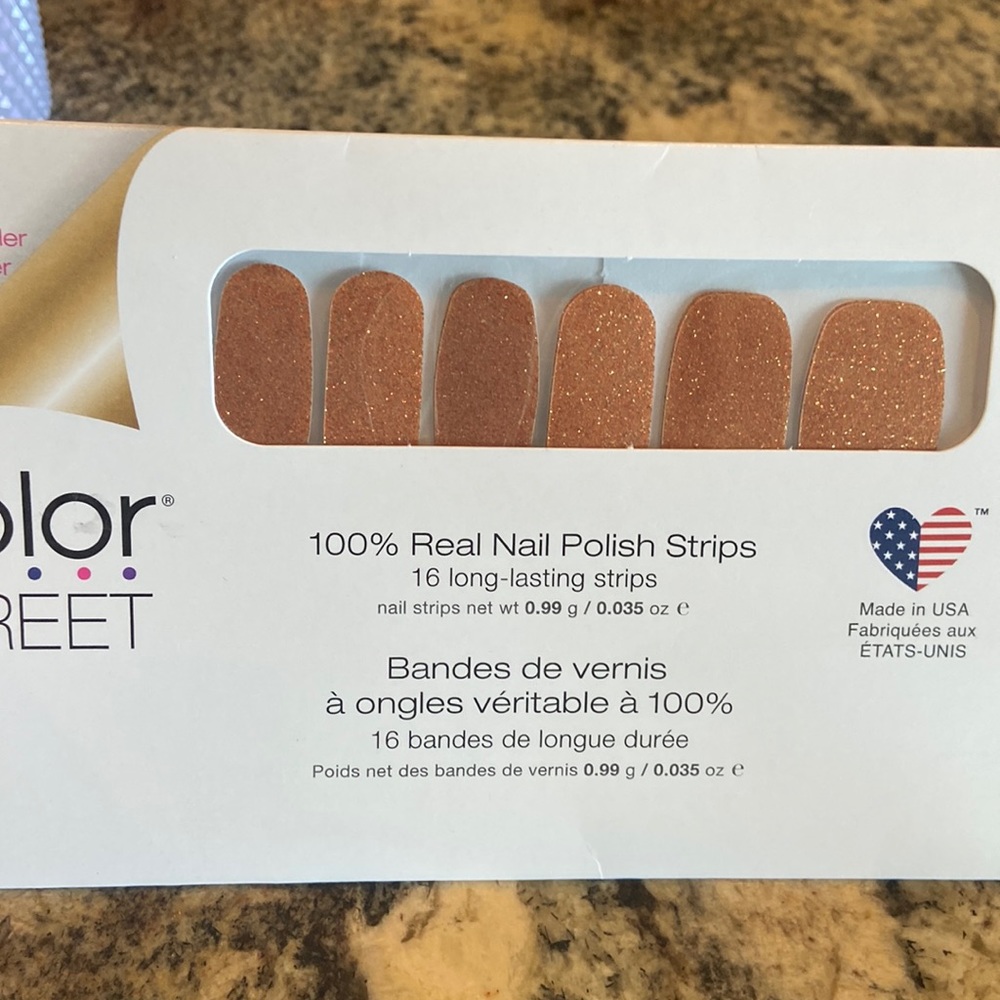 olor®
REET
100% Real Nail Polish Strips
16 long-lasting strips
nail strips net wt 0.99 g / 0.035 oz ℮
Bandes de vernis
à ongles véritable à 100%
16 bandes de longue durée
Poids net des bandes de vernis 0.99 g / 0.035 oz ℮
™
Made in USA
Fabriquées aux
ÉTATS-UNIS